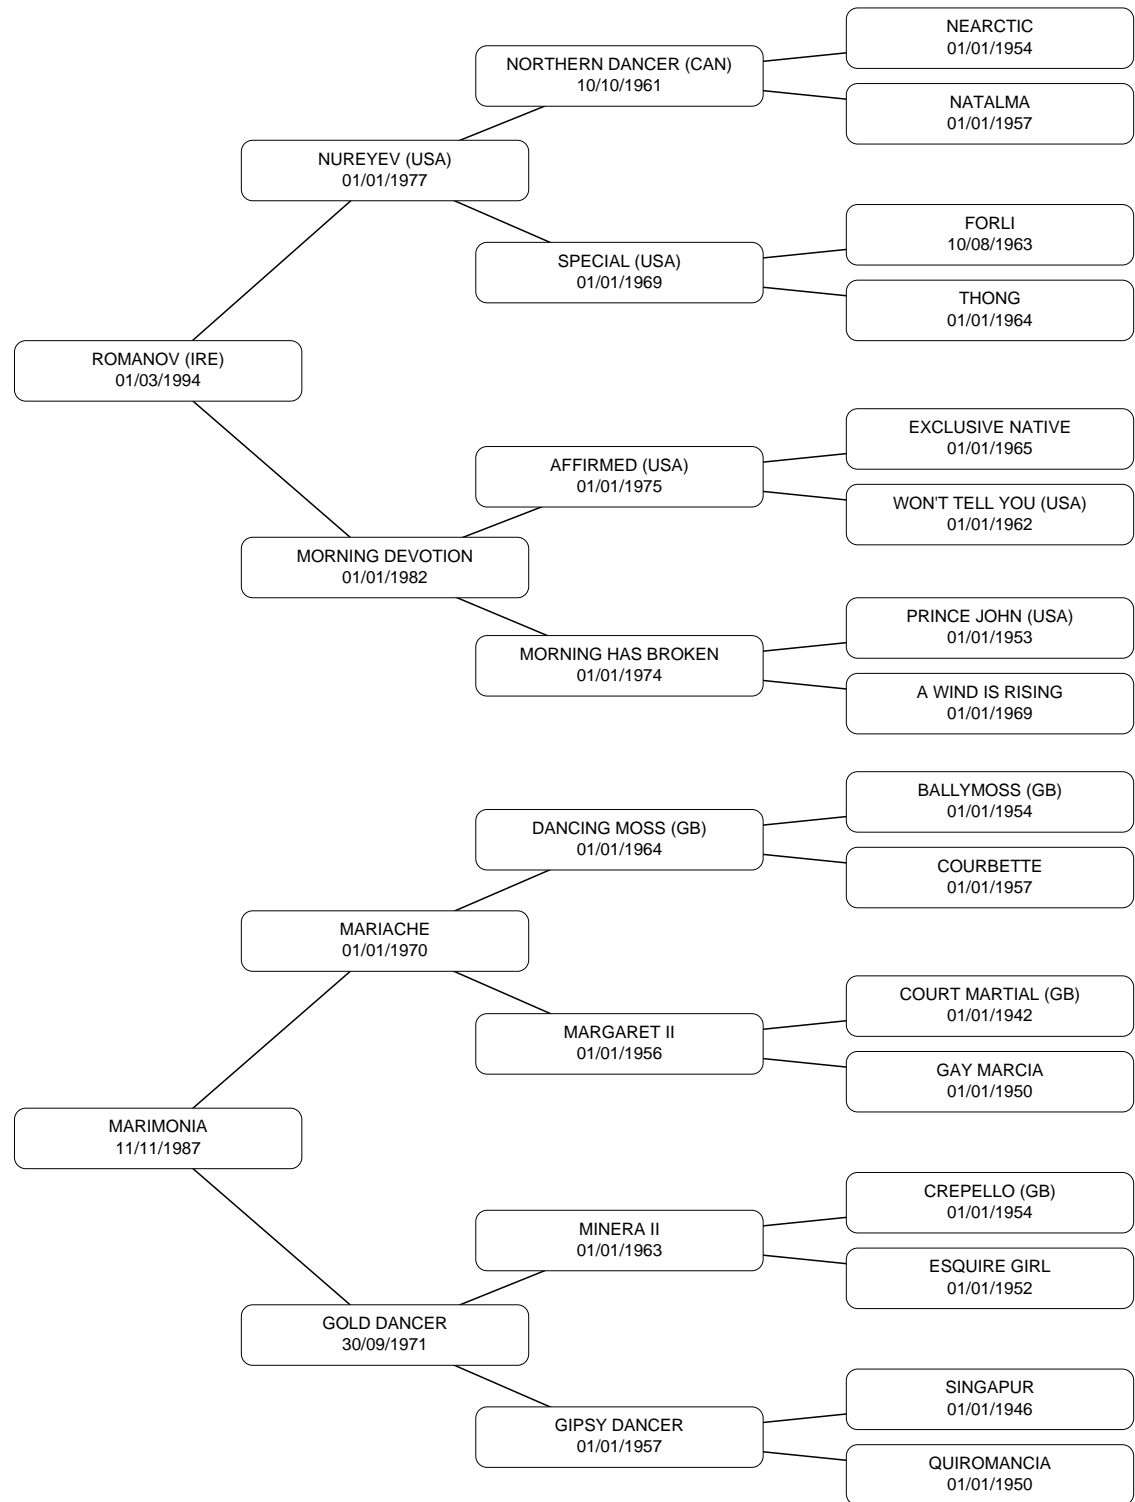 NEARCTIC
01/01/1954
NORTHERN DANCER (CAN)
10/10/1961
NATALMA
01/01/1957
NUREYEV (USA)
01/01/1977
FORLI
10/08/1963
SPECIAL (USA)
01/01/1969
THONG
01/01/1964
ROMANOV (IRE)
01/03/1994
EXCLUSIVE NATIVE
01/01/1965
AFFIRMED (USA)
01/01/1975
WON'T TELL YOU (USA)
01/01/1962
MORNING DEVOTION
01/01/1982
PRINCE JOHN (USA)
01/01/1953
MORNING HAS BROKEN
01/01/1974
A WIND IS RISING
01/01/1969
BALLYMOSS (GB)
01/01/1954
DANCING MOSS (GB)
01/01/1964
COURBETTE
01/01/1957
MARIACHE
01/01/1970
COURT MARTIAL (GB)
01/01/1942
MARGARET II
01/01/1956
GAY MARCIA
01/01/1950
MARIMONIA
11/11/1987
CREPELLO (GB)
01/01/1954
MINERA II
01/01/1963
ESQUIRE GIRL
01/01/1952
GOLD DANCER
30/09/1971
SINGAPUR
01/01/1946
GIPSY DANCER
01/01/1957
QUIROMANCIA
01/01/1950